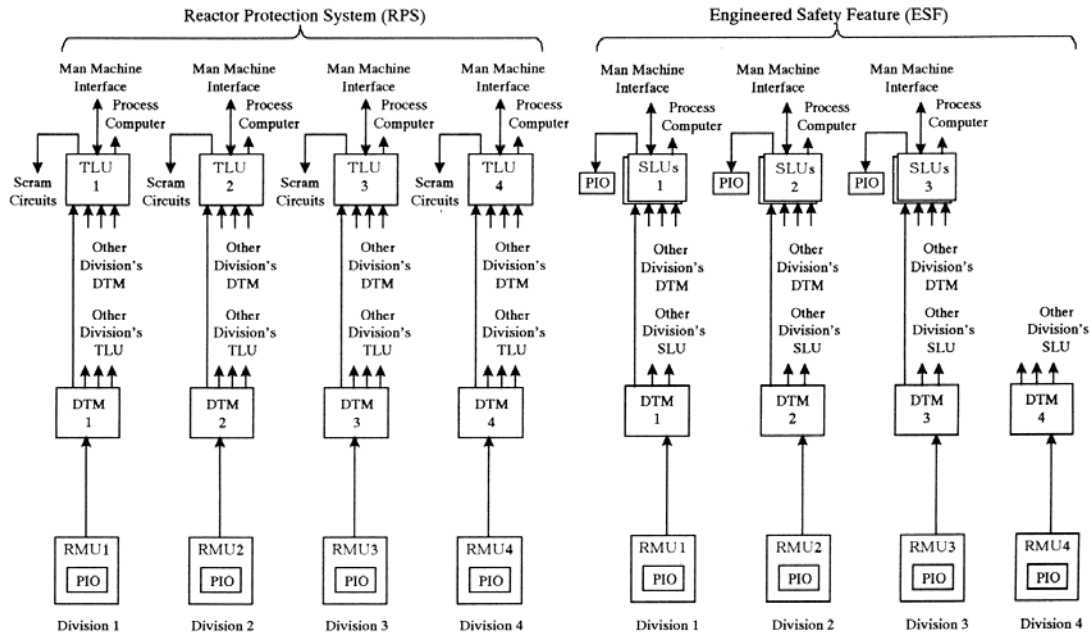 Reactor Protection System (RPS)
Engineered Safety Feature (ESF)
Man Machine
Interface
Man Machine
Interface
Man Machine
Interface
Man Machine
Interface
Man Machine
Interface
Man Machine
Interface
Man Machine
Interface
Process
Computer
Process
Computer
Process
Computer
Process
Computer
Process
Computer
Process
Computer
Process
Computer
Scram
Circuits
TLU
1
Scram
Circuits
TLU
2
Scram
Circuits
TLU
3
Scram
Circuits
TLU
4
PIO
SLUs
1
PIO
SLUs
2
PIO
SLUs
3
Other
Division's
DTM
Other
Division's
DTM
Other
Division's
DTM
Other
Division's
DTM
Other
Division's
DTM
Other
Division's
DTM
Other
Division's
DTM
Other
Division's
TLU
Other
Division's
TLU
Other
Division's
TLU
Other
Division's
TLU
Other
Division's
SLU
Other
Division's
SLU
Other
Division's
SLU
Other
Division's
SLU
DTM
1
DTM
2
DTM
3
DTM
4
DTM
1
DTM
2
DTM
3
DTM
4
RMU1
PIO
RMU2
PIO
RMU3
PIO
RMU4
PIO
RMU1
PIO
RMU2
PIO
RMU3
PIO
RMU4
PIO
Division 1
Division 2
Division 3
Division 4
Division 1
Division 2
Division 3
Division 4